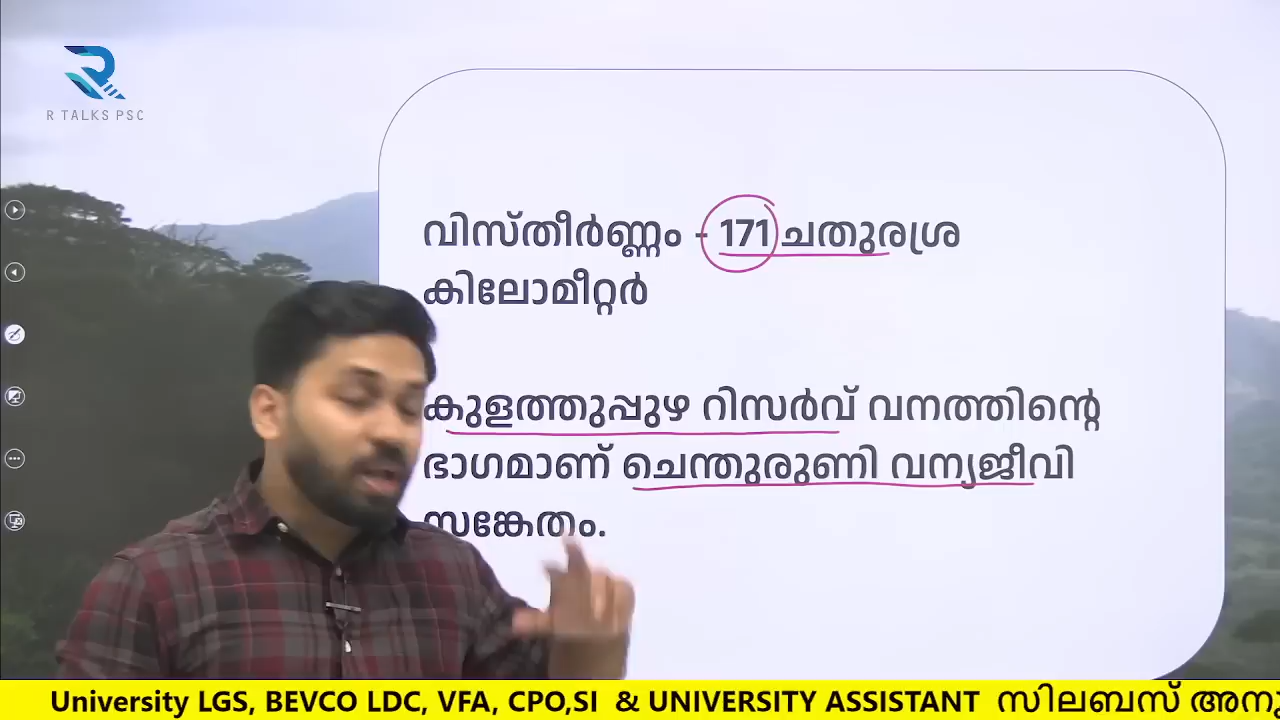 R TALKS PSC
വിസ്തീർണ്ണം - 171 ചതുരശ്ര
കിലോമീറ്റർ
കുളത്തുപ്പുഴ റിസർവ് വനത്തിന്റെ
ഭാഗമാണ് ചെന്തുരുണി വന്യജീവി
സങ്കേതം.
University LGS, BEVCO LDC, VFA, CPO,SI & UNIVERSITY ASSISTANT സിലബസ്